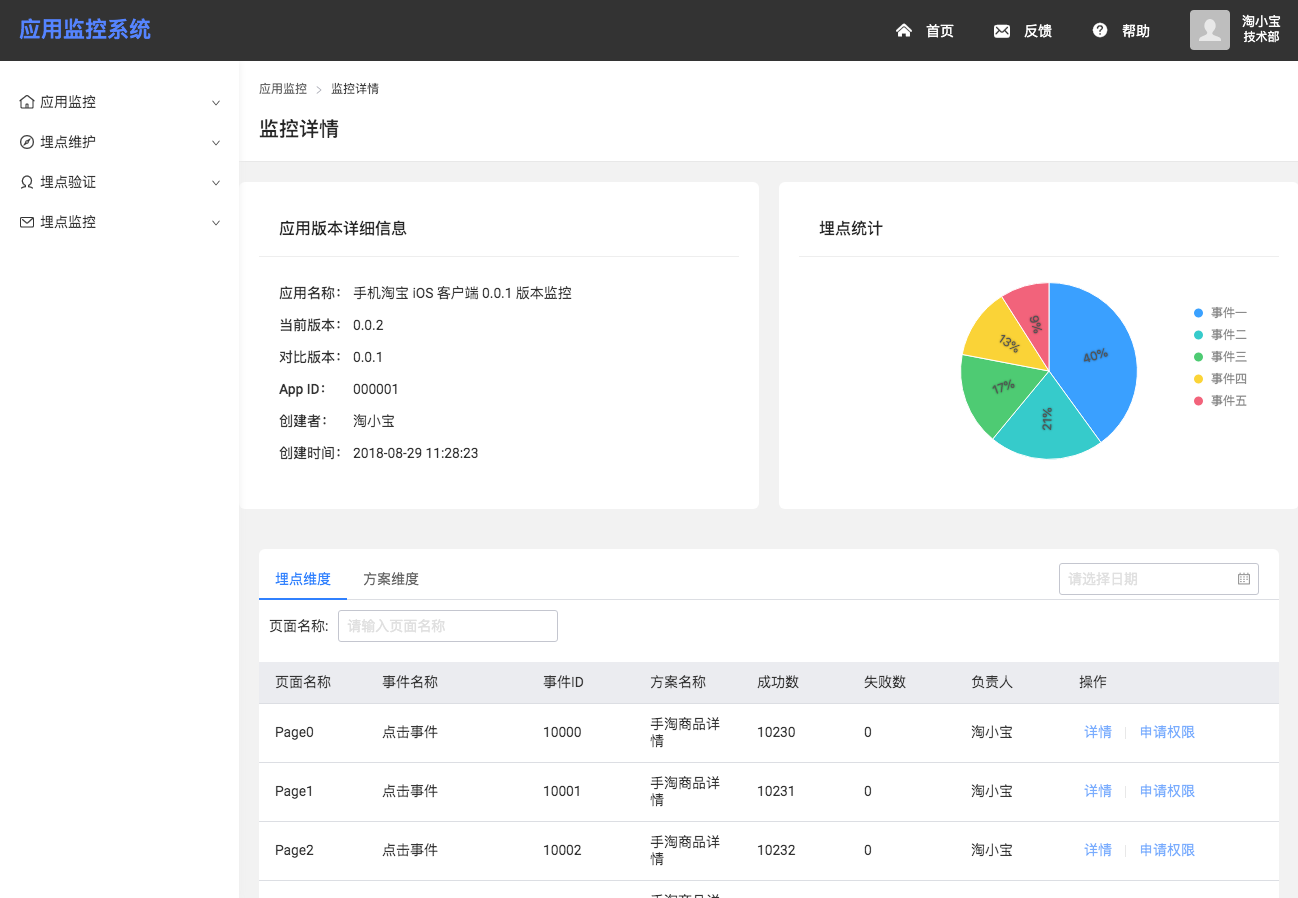 应用监控系统
首页
反馈
帮助
淘小宝
技术部
应用监控
埋点维护
埋点验证
埋点监控
应用监控 > 监控详情
监控详情
应用版本详细信息
应用名称： 手机淘宝 iOS 客户端 0.0.1 版本监控
当前版本： 0.0.2
对比版本： 0.0.1
App ID： 000001
创建者： 淘小宝
创建时间： 2018-08-29 11:28:23
埋点统计
40%
21%
17%
13%
9%
事件一
事件二
事件三
事件四
事件五
埋点维度 方案维度 请选择日期
页面名称: 请输入页面名称
页面名称 事件名称 事件ID 方案名称 成功数 失败数 负责人 操作
Page0 点击事件 10000 手淘商品详情 10230 0 淘小宝 详情 申请权限
Page1 点击事件 10001 手淘商品详情 10231 0 淘小宝 详情 申请权限
Page2 点击事件 10002 手淘商品详情 10232 0 淘小宝 详情 申请权限